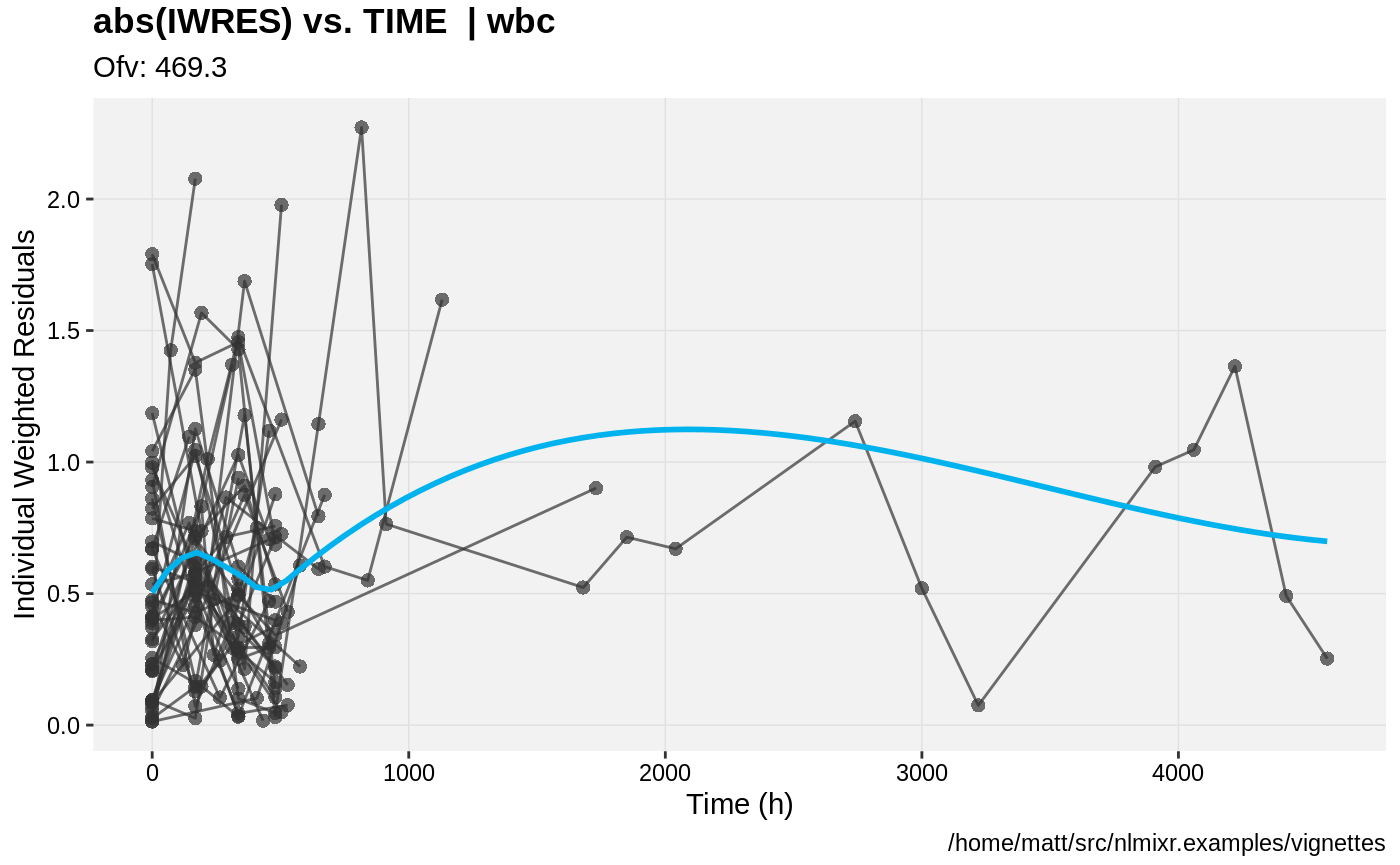 abs(IWRES) vs. TIME  | wbc
Ofv: 469.3
Individual Weighted Residuals
2.0
1.5
1.0
0.5
0.0
0 1000 2000 3000 4000
Time (h)
/home/matt/src/nlmixr.examples/vignettes